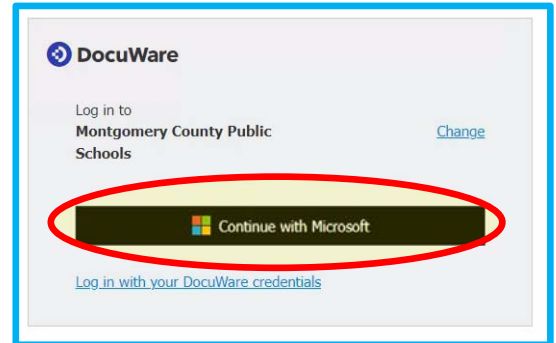 DocuWare
Log in to
Montgomery County Public
Schools
Change
Continue with Microsoft
Log in with your DocuWare credentials